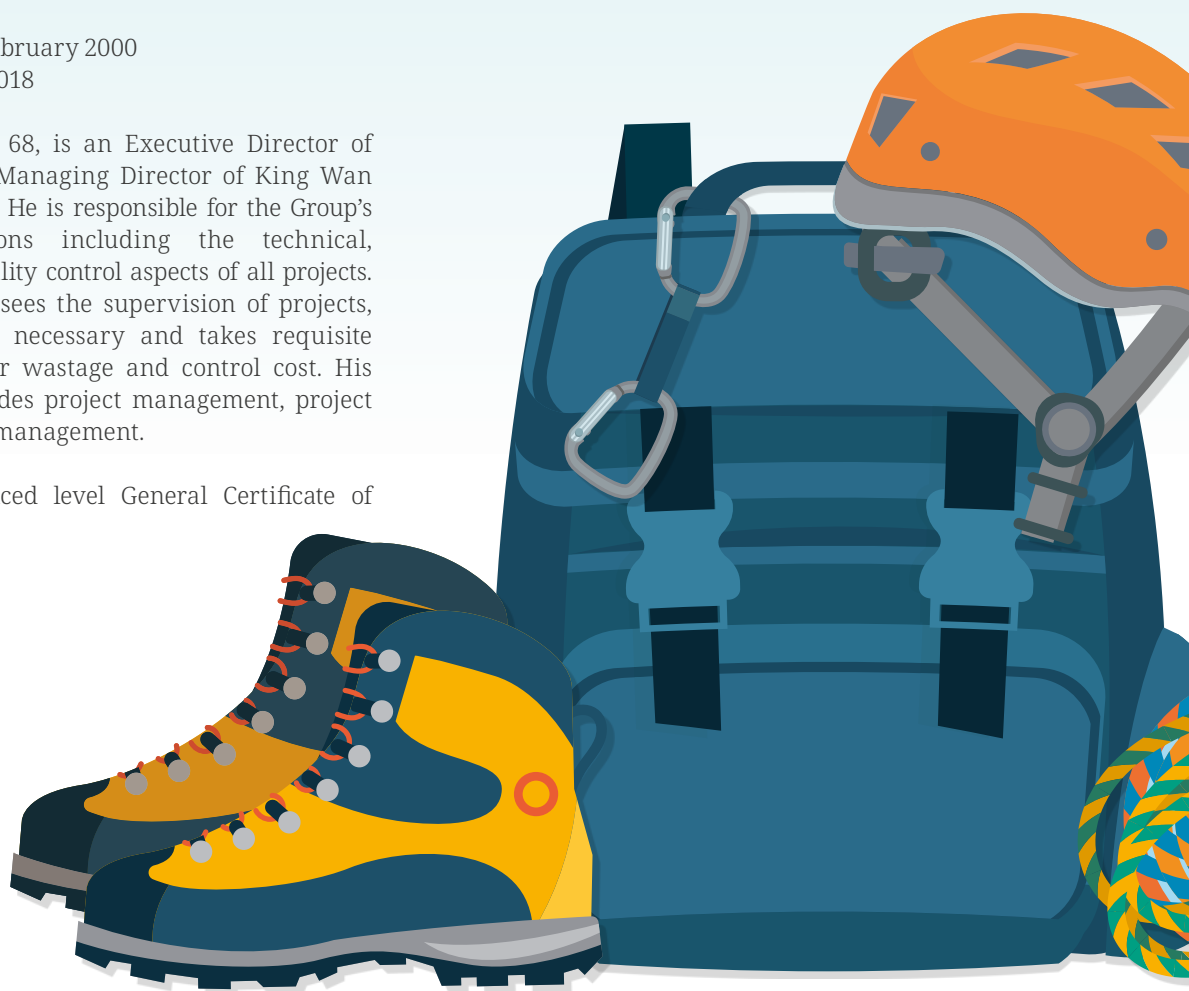 bruary 2000
018
68, is an Executive Director of
Managing Director of King Wan
He is responsible for the Group’s
ons including the technical,
lity control aspects of all projects.
sees the supervision of projects,
necessary and takes requisite
r wastage and control cost. His
des project management, project
management.
ced level General Certificate of